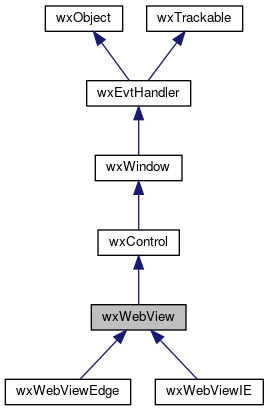 wxObject
wxTrackable
wxEvtHandler
wxWindow
wxControl
wxWebView
wxWebViewEdge
wxWebViewIE